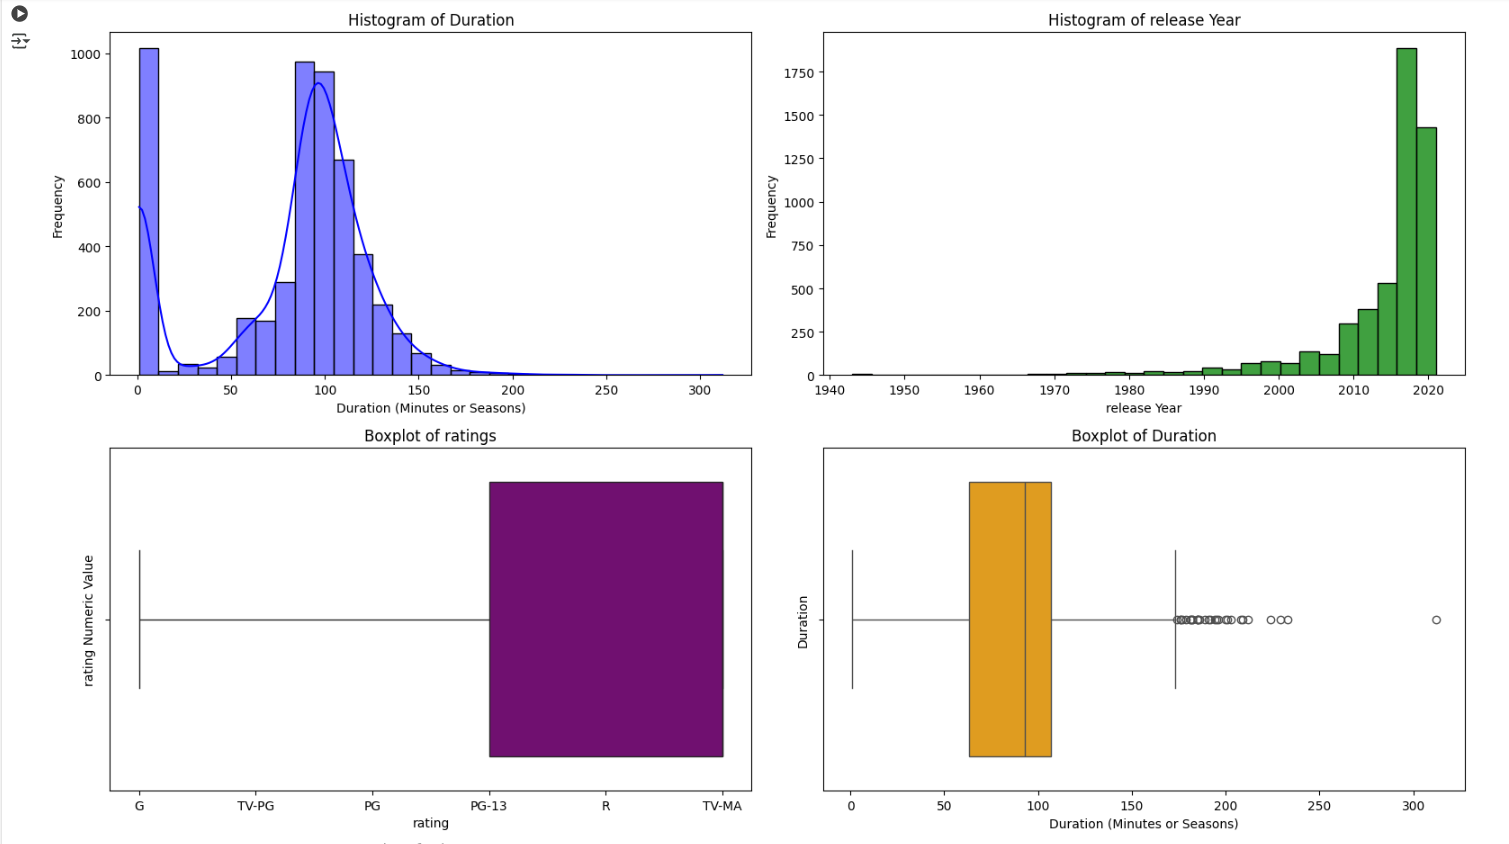 Histogram of Duration
Frequency
1000
800
600
400
200
0
0 50 100 150 200 250 300
Duration (Minutes or Seasons)
Histogram of release Year
Frequency
1750
1500
1250
1000
750
500
250
0
1940 1950 1960 1970 1980 1990 2000 2010 2020
release Year
Boxplot of ratings
rating Numeric Value
G TV-PG PG PG-13 R TV-MA
rating
Boxplot of Duration
Duration
0 50 100 150 200 250 300
Duration (Minutes or Seasons)